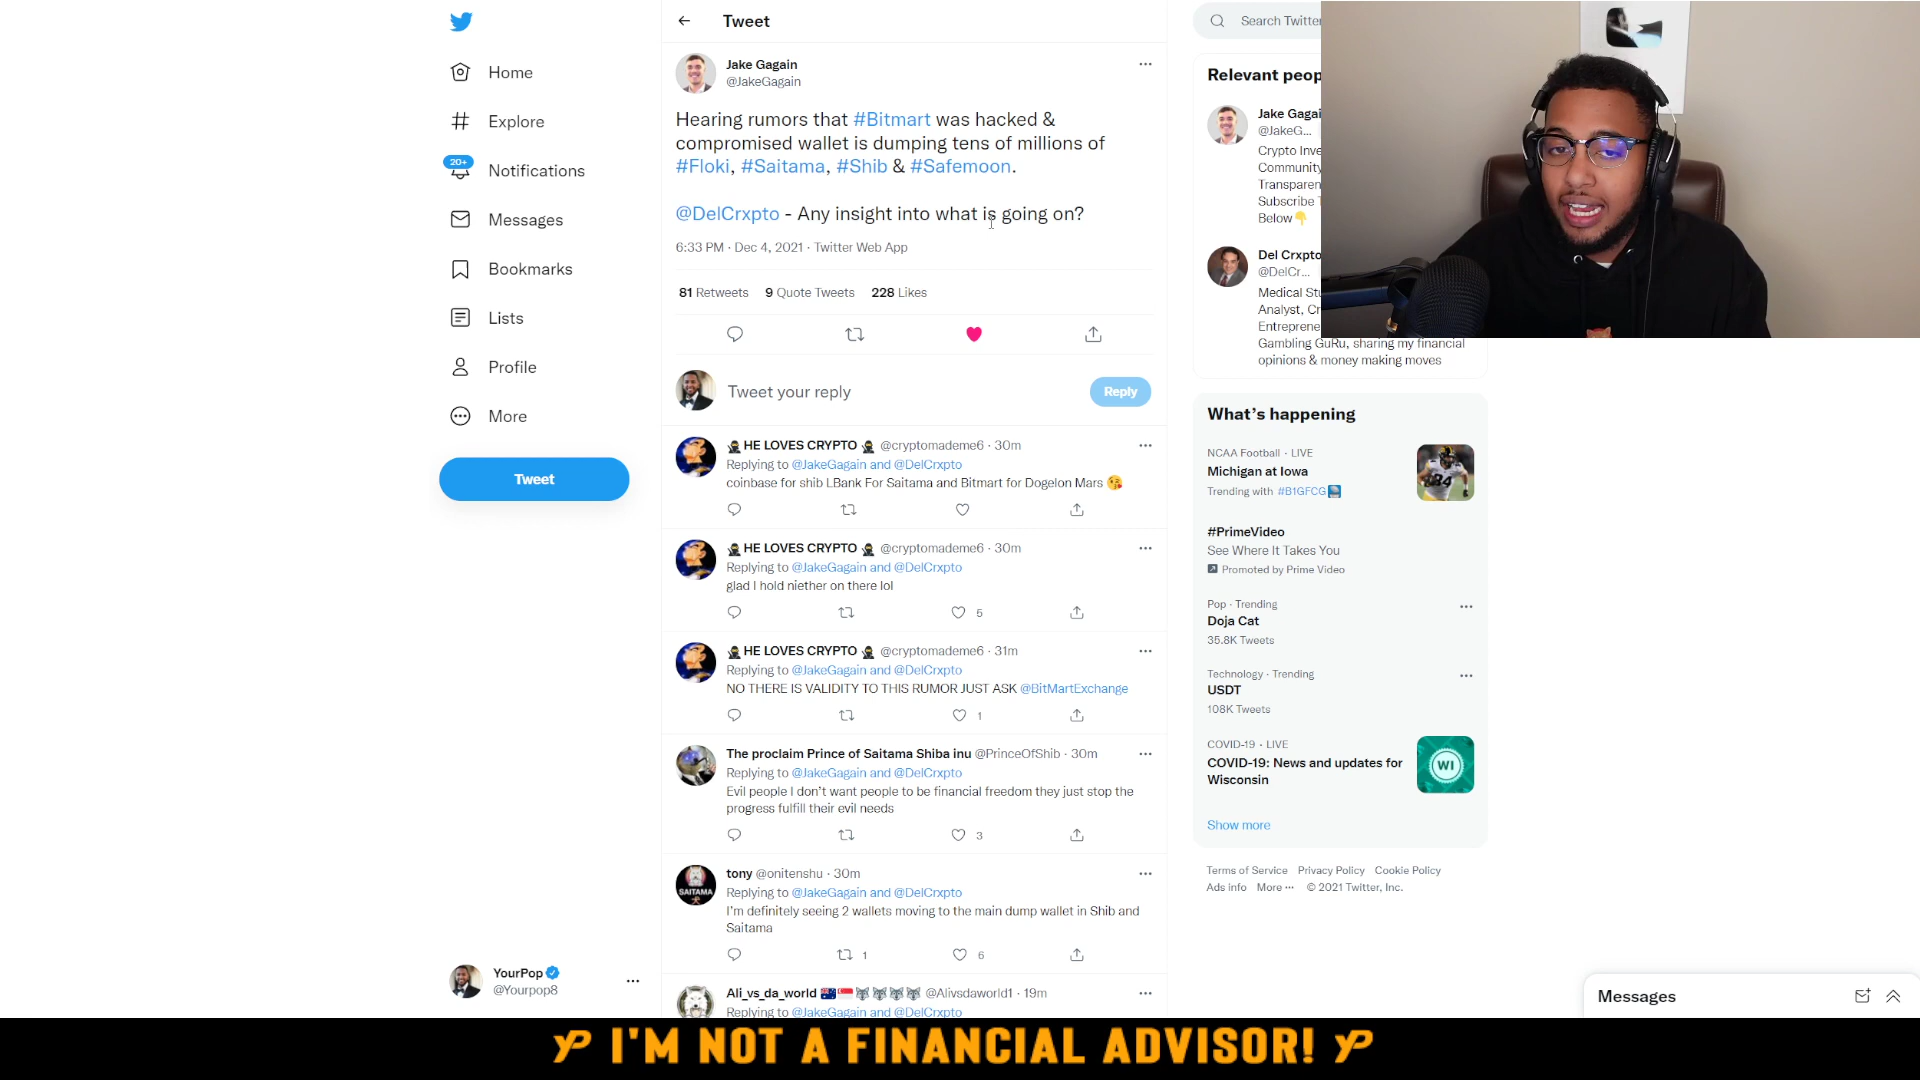 Home
Explore
20+
Notifications
Messages
Bookmarks
Lists
Profile
More
Tweet
YourPop
@Yourpop8
Tweet
Jake Gagain
@JakeGagain
Hearing rumors that #Bitmart was hacked &
compromised wallet is dumping tens of millions of
#Floki, #Saitama, #Shib & #Safemoon.
@DelCrxpto - Any insight into what is going on?
6:33 PM · Dec 4, 2021 · Twitter Web App
81 Retweets 9 Quote Tweets 228 Likes
Tweet your reply
Reply
HE LOVES CRYPTO @cryptomademe6 · 30m
Replying to @JakeGagain and @DelCrxpto
coinbase for shib LBank For Saitama and Bitmart for Dogelon Mars 😘
HE LOVES CRYPTO @cryptomademe6 · 30m
Replying to @JakeGagain and @DelCrxpto
glad I hold niether on there lol
5
HE LOVES CRYPTO @cryptomademe6 · 31m
Replying to @JakeGagain and @DelCrxpto
NO THERE IS VALIDITY TO THIS RUMOR JUST ASK @BitMartExchange
1
The proclaim Prince of Saitama Shiba inu @PrinceOfShib · 30m
Replying to @JakeGagain and @DelCrxpto
Evil people I don't want people to be financial freedom they just stop the
progress fulfill their evil needs
3
SAITAMA
tony @onitenshu · 30m
Replying to @JakeGagain and @DelCrxpto
I'm definitely seeing 2 wallets moving to the main dump wallet in Shib and
Saitama
1 6
Ali_vs_da_world 🇦🇺🇸🇬🐺🐺🐺🐺 @Alivsdaworld1 · 19m
Replying to @JakeGagain and @DelCrxpto
Search Twitter
Relevant peop
Jake Gagai
@JakeG...
Crypto Inve
Community
Transparen
Subscribe
Below👇
Del Crxpto
@DelCr...
Medical Stu
Analyst, Cr
Entreprene
Gambling GuRu, sharing my financial
opinions & money making moves
What's happening
NCAA Football · LIVE
Michigan at Iowa
Trending with #B1GFCG
84
#PrimeVideo
See Where It Takes You
Promoted by Prime Video
Pop · Trending
Doja Cat
35.8K Tweets
Technology · Trending
USDT
108K Tweets
COVID-19 · LIVE
COVID-19: News and updates for
Wisconsin
WI
Show more
Terms of Service Privacy Policy Cookie Policy
Ads info More ··· © 2021 Twitter, Inc.
Messages
YP I'M NOT A FINANCIAL ADVISOR! YP